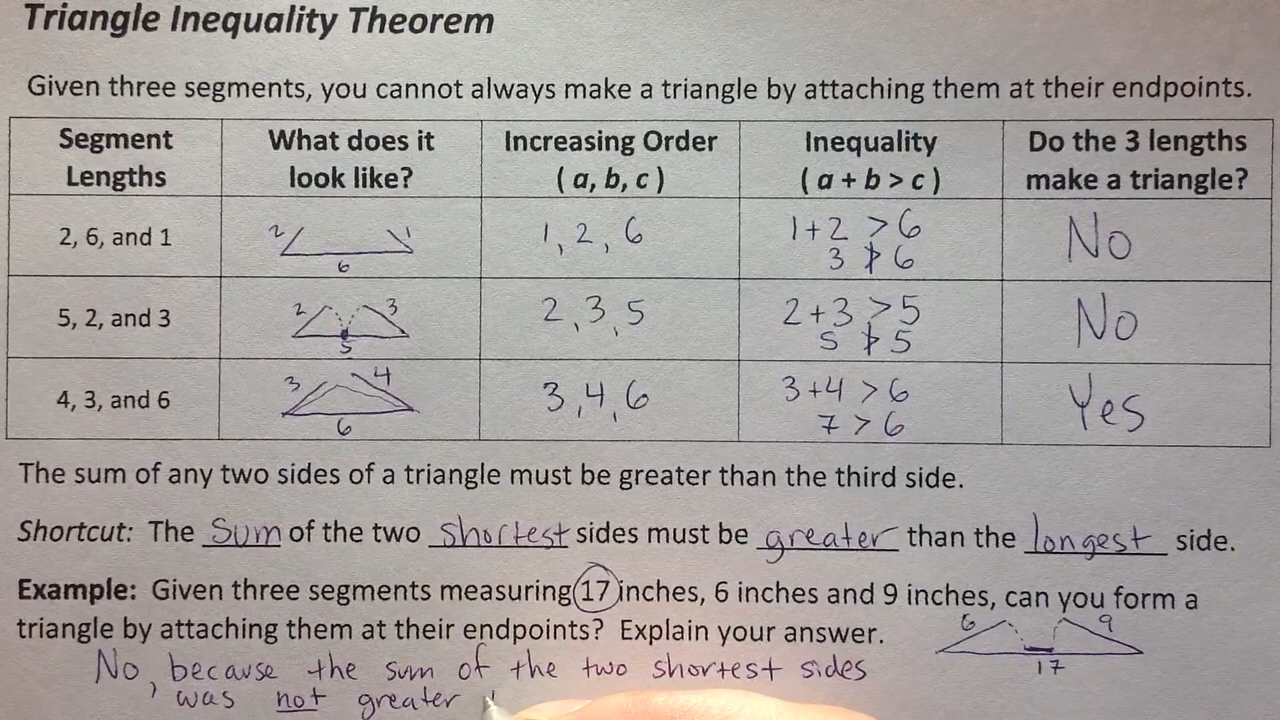 Triangle Inequality Theorem
Given three segments, you cannot always make a triangle by attaching them at their endpoints.
Segment Lengths
What does it look like?
Increasing Order ( a, b, c )
Inequality ( a + b > c )
Do the 3 lengths make a triangle?
2, 6, and 1
2 1
6
1, 2, 6
1+2 > 6
3 ≯ 6
No
5, 2, and 3
2 3
5
2, 3, 5
2+3 > 5
5 ≯ 5
No
4, 3, and 6
3 4
6
3, 4, 6
3+4 > 6
7 > 6
Yes
The sum of any two sides of a triangle must be greater than the third side.
Shortcut: The Sum of the two shortest sides must be greater than the longest side.
Example: Given three segments measuring 17 inches, 6 inches and 9 inches, can you form a
triangle by attaching them at their endpoints? Explain your answer.
6 9
17
No, because the sum of the two shortest sides
was not greater